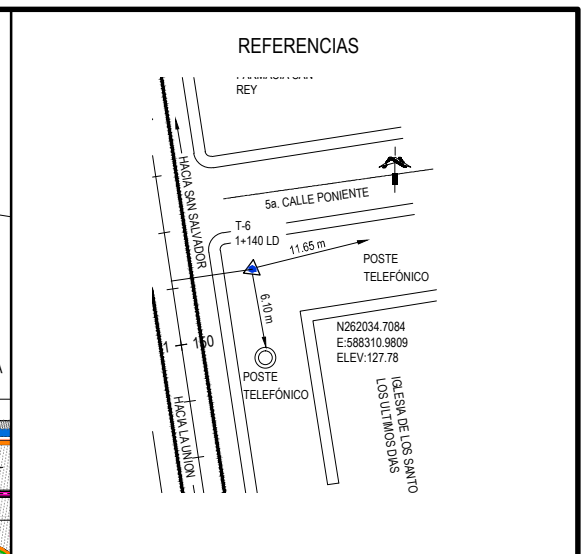 REFERENCIAS
REY
HACIA SAN SALVADOR
5a. CALLE PONIENTE
T-6
1+140 LD
11.65 m
POSTE
TELEFÓNICO
6.10 m
N262034.7084
E:588310.9809
ELEV:127.78
1 + 150
POSTE
TELEFÓNICO
HACIA LA UNION
IGLESIA DE LOS SANTO
LOS ULTIMOS DIAS
A